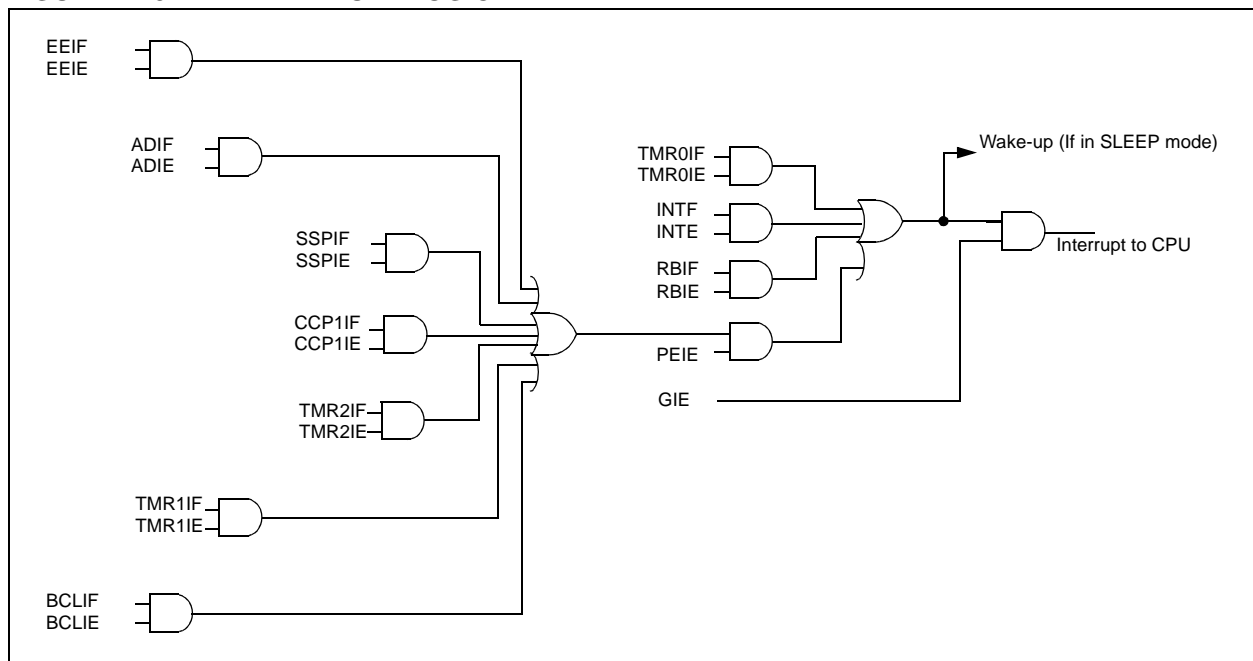 EEIF
EEIE
ADIF
ADIE
SSPIF
SSPIE
CCP1IF
CCP1IE
TMR2IF
TMR2IE
TMR1IF
TMR1IE
BCLIF
BCLIE
TMR0IF
TMR0IE
INTF
INTE
RBIF
RBIE
PEIE
GIE
Wake-up (If in SLEEP mode)
Interrupt to CPU